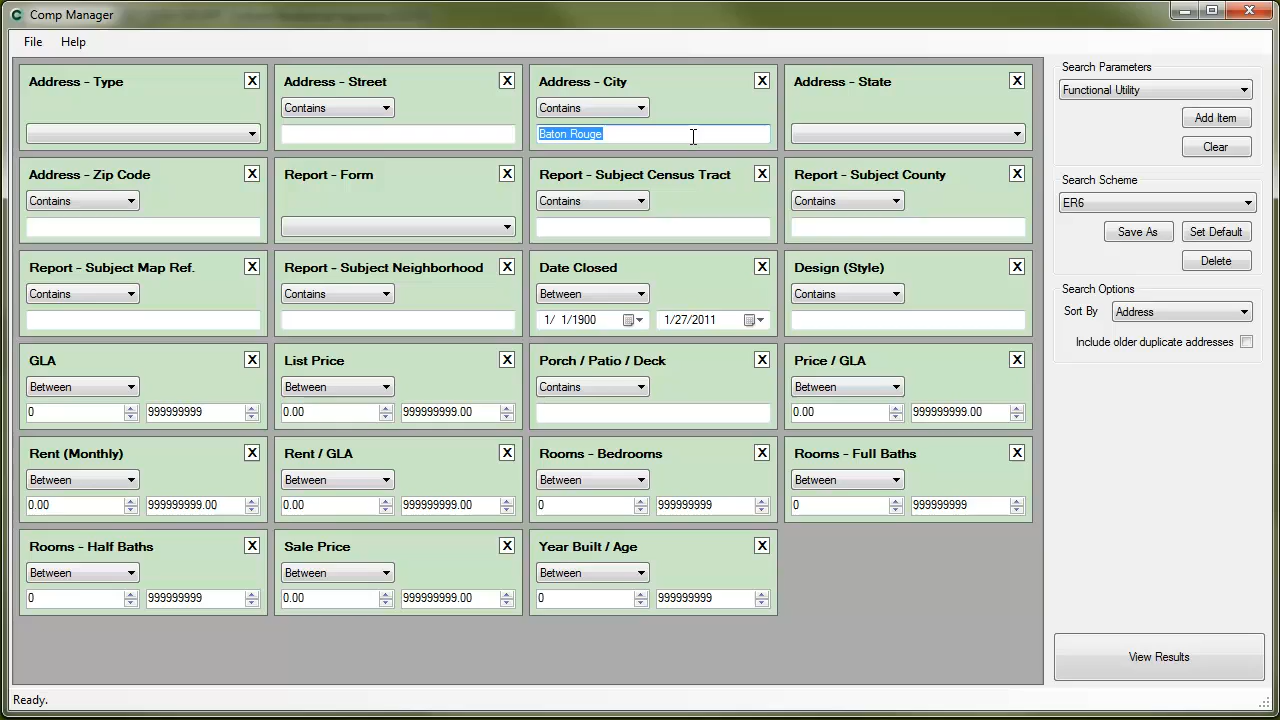 Comp Manager
File Help
Address - Type X
Address - Street X
Contains
Address - City X
Contains
Baton Rouge
Address - State X
Address - Zip Code X
Contains
Report - Form X
Report - Subject Census Tract X
Contains
Report - Subject County X
Contains
Report - Subject Map Ref. X
Contains
Report - Subject Neighborhood X
Contains
Date Closed X
Between
1/ 1/1900 1/27/2011
Design (Style) X
Contains
GLA X
Between
0 999999999
List Price X
Between
0.00 999999999.00
Porch / Patio / Deck X
Contains
Price / GLA X
Between
0.00 999999999.00
Rent (Monthly) X
Between
0.00 999999999.00
Rent / GLA X
Between
0.00 999999999.00
Rooms - Bedrooms X
Between
0 999999999
Rooms - Full Baths X
Between
0 999999999
Rooms - Half Baths X
Between
0 999999999
Sale Price X
Between
0.00 999999999.00
Year Built / Age X
Between
0 999999999
Search Parameters
Functional Utility
Add Item
Clear
Search Scheme
ER6
Save As Set Default
Delete
Search Options
Sort By Address
Include older duplicate addresses
View Results
Ready.